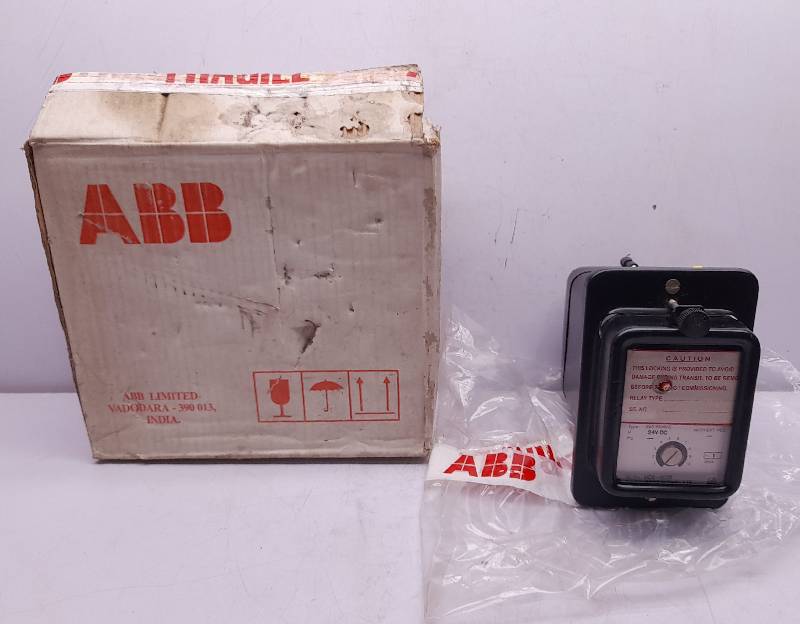 FRAGILE
ABB
ABB LIMITED
VADODARA - 390 013,
INDIA.
ABB
CAUTION
THIS LOCKING IS PROVIDED TO AVOID
DAMAGE DURING TRANSIT. TO BE
BEFORE COMMISSIONING.
RELAY TYPE
SR. NO.
Type
24V DC